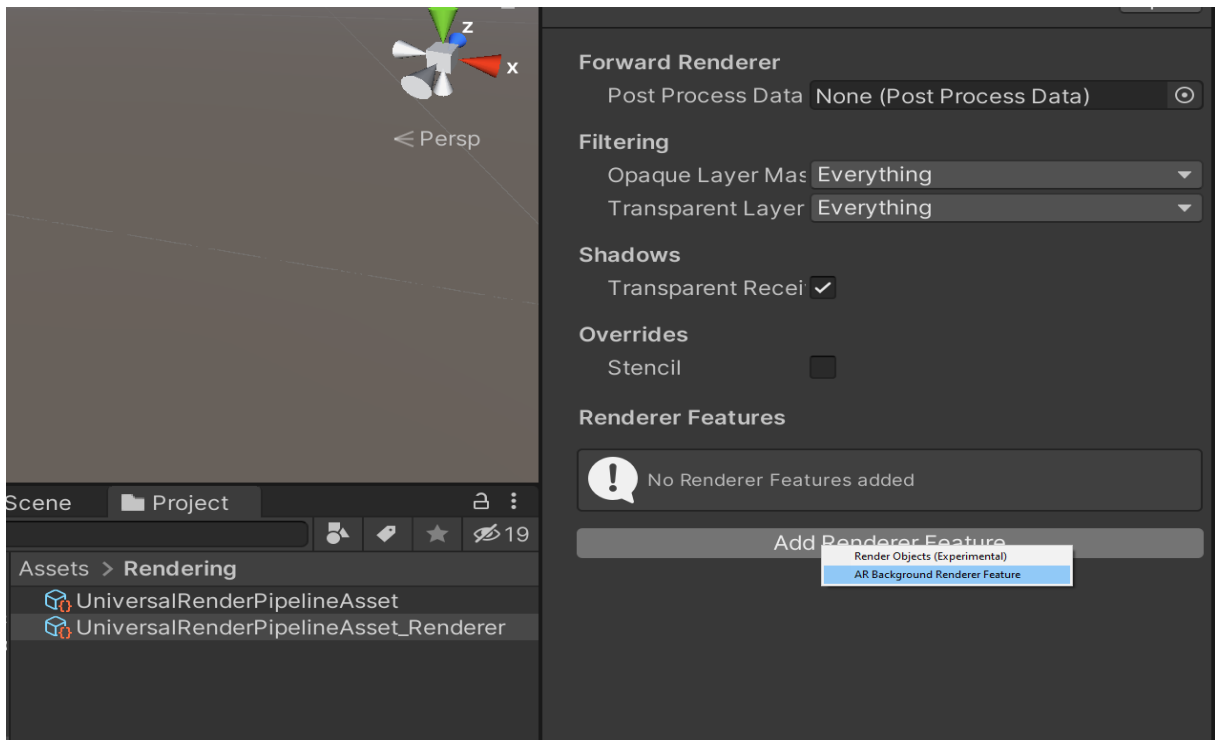 z
x
Persp
Forward Renderer
Post Process Data None (Post Process Data)
Filtering
Opaque Layer Mas Everything
Transparent Layer Everything
Shadows
Transparent Recei
Overrides
Stencil
Renderer Features
No Renderer Features added
Add Renderer Feature
Render Objects (Experimental)
AR Background Renderer Feature
Scene Project
19
Assets > Rendering
UniversalRenderPipelineAsset
UniversalRenderPipelineAsset_Renderer